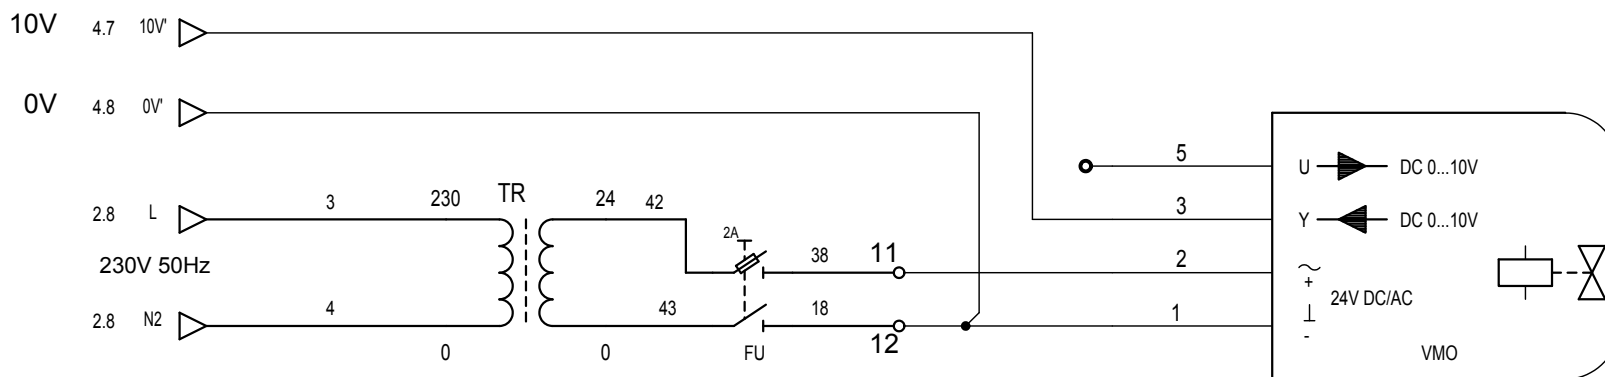 10V 4.7 10V'
0V 4.8 0V'
5 U DC 0...10V
2.8 L 3 230 TR 24 42 3 Y DC 0...10V
2A
230V 50Hz 38 11 2 ~
+
24V DC/AC
2.8 N2 4 43 18 1 ⊥
-
0 0 FU 12 VMO